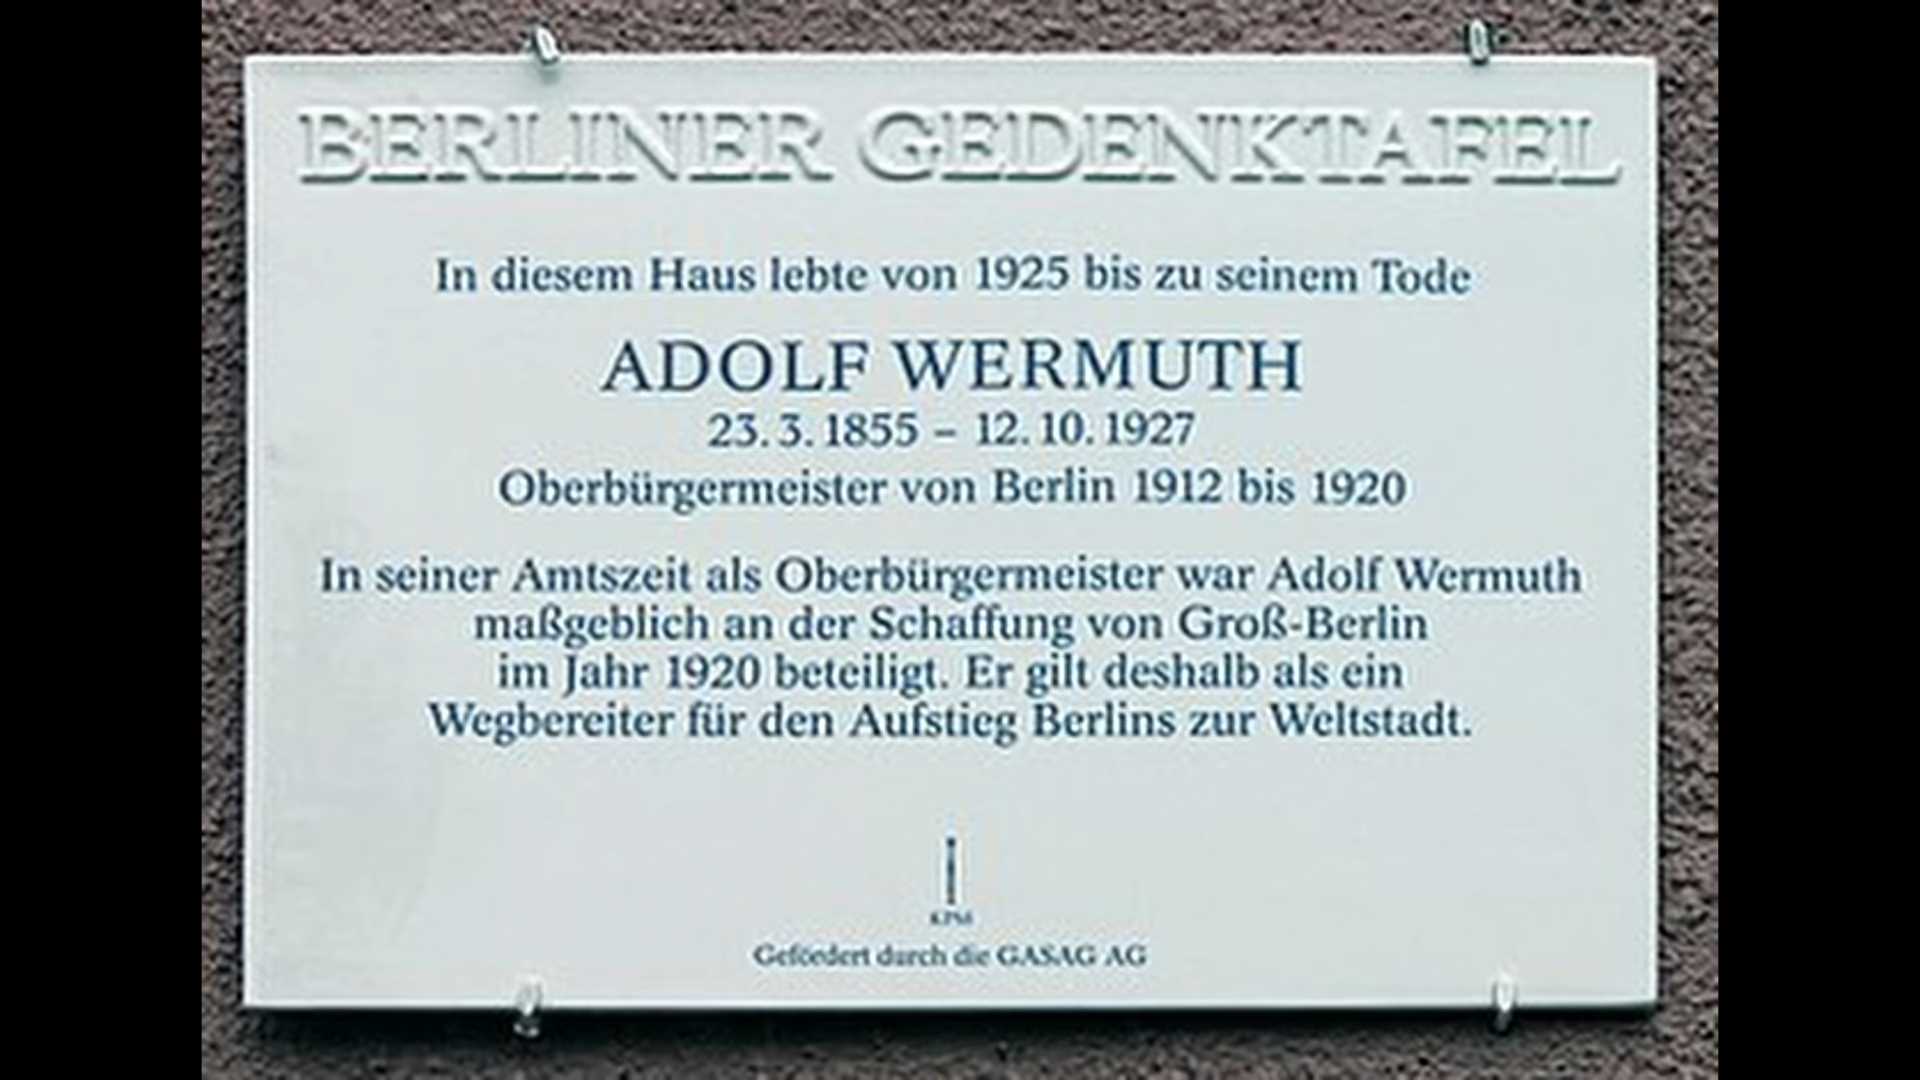 BERLINER GEDENKTAFEL
In diesem Haus lebte von 1925 bis zu seinem Tode
ADOLF WERMUTH
23.3.1855 – 12.10.1927
Oberbürgermeister von Berlin 1912 bis 1920
In seiner Amtszeit als Oberbürgermeister war Adolf Wermuth
maßgeblich an der Schaffung von Groß-Berlin
im Jahr 1920 beteiligt. Er gilt deshalb als ein
Wegbereiter für den Aufstieg Berlins zur Weltstadt.
KPM
Gefördert durch die GASAG AG